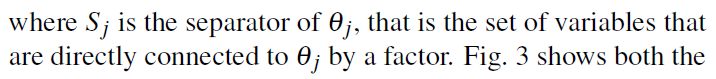 where S_j is the separator of θ_j, that is the set of variables that
are directly connected to θ_j by a factor. Fig. 3 shows both the